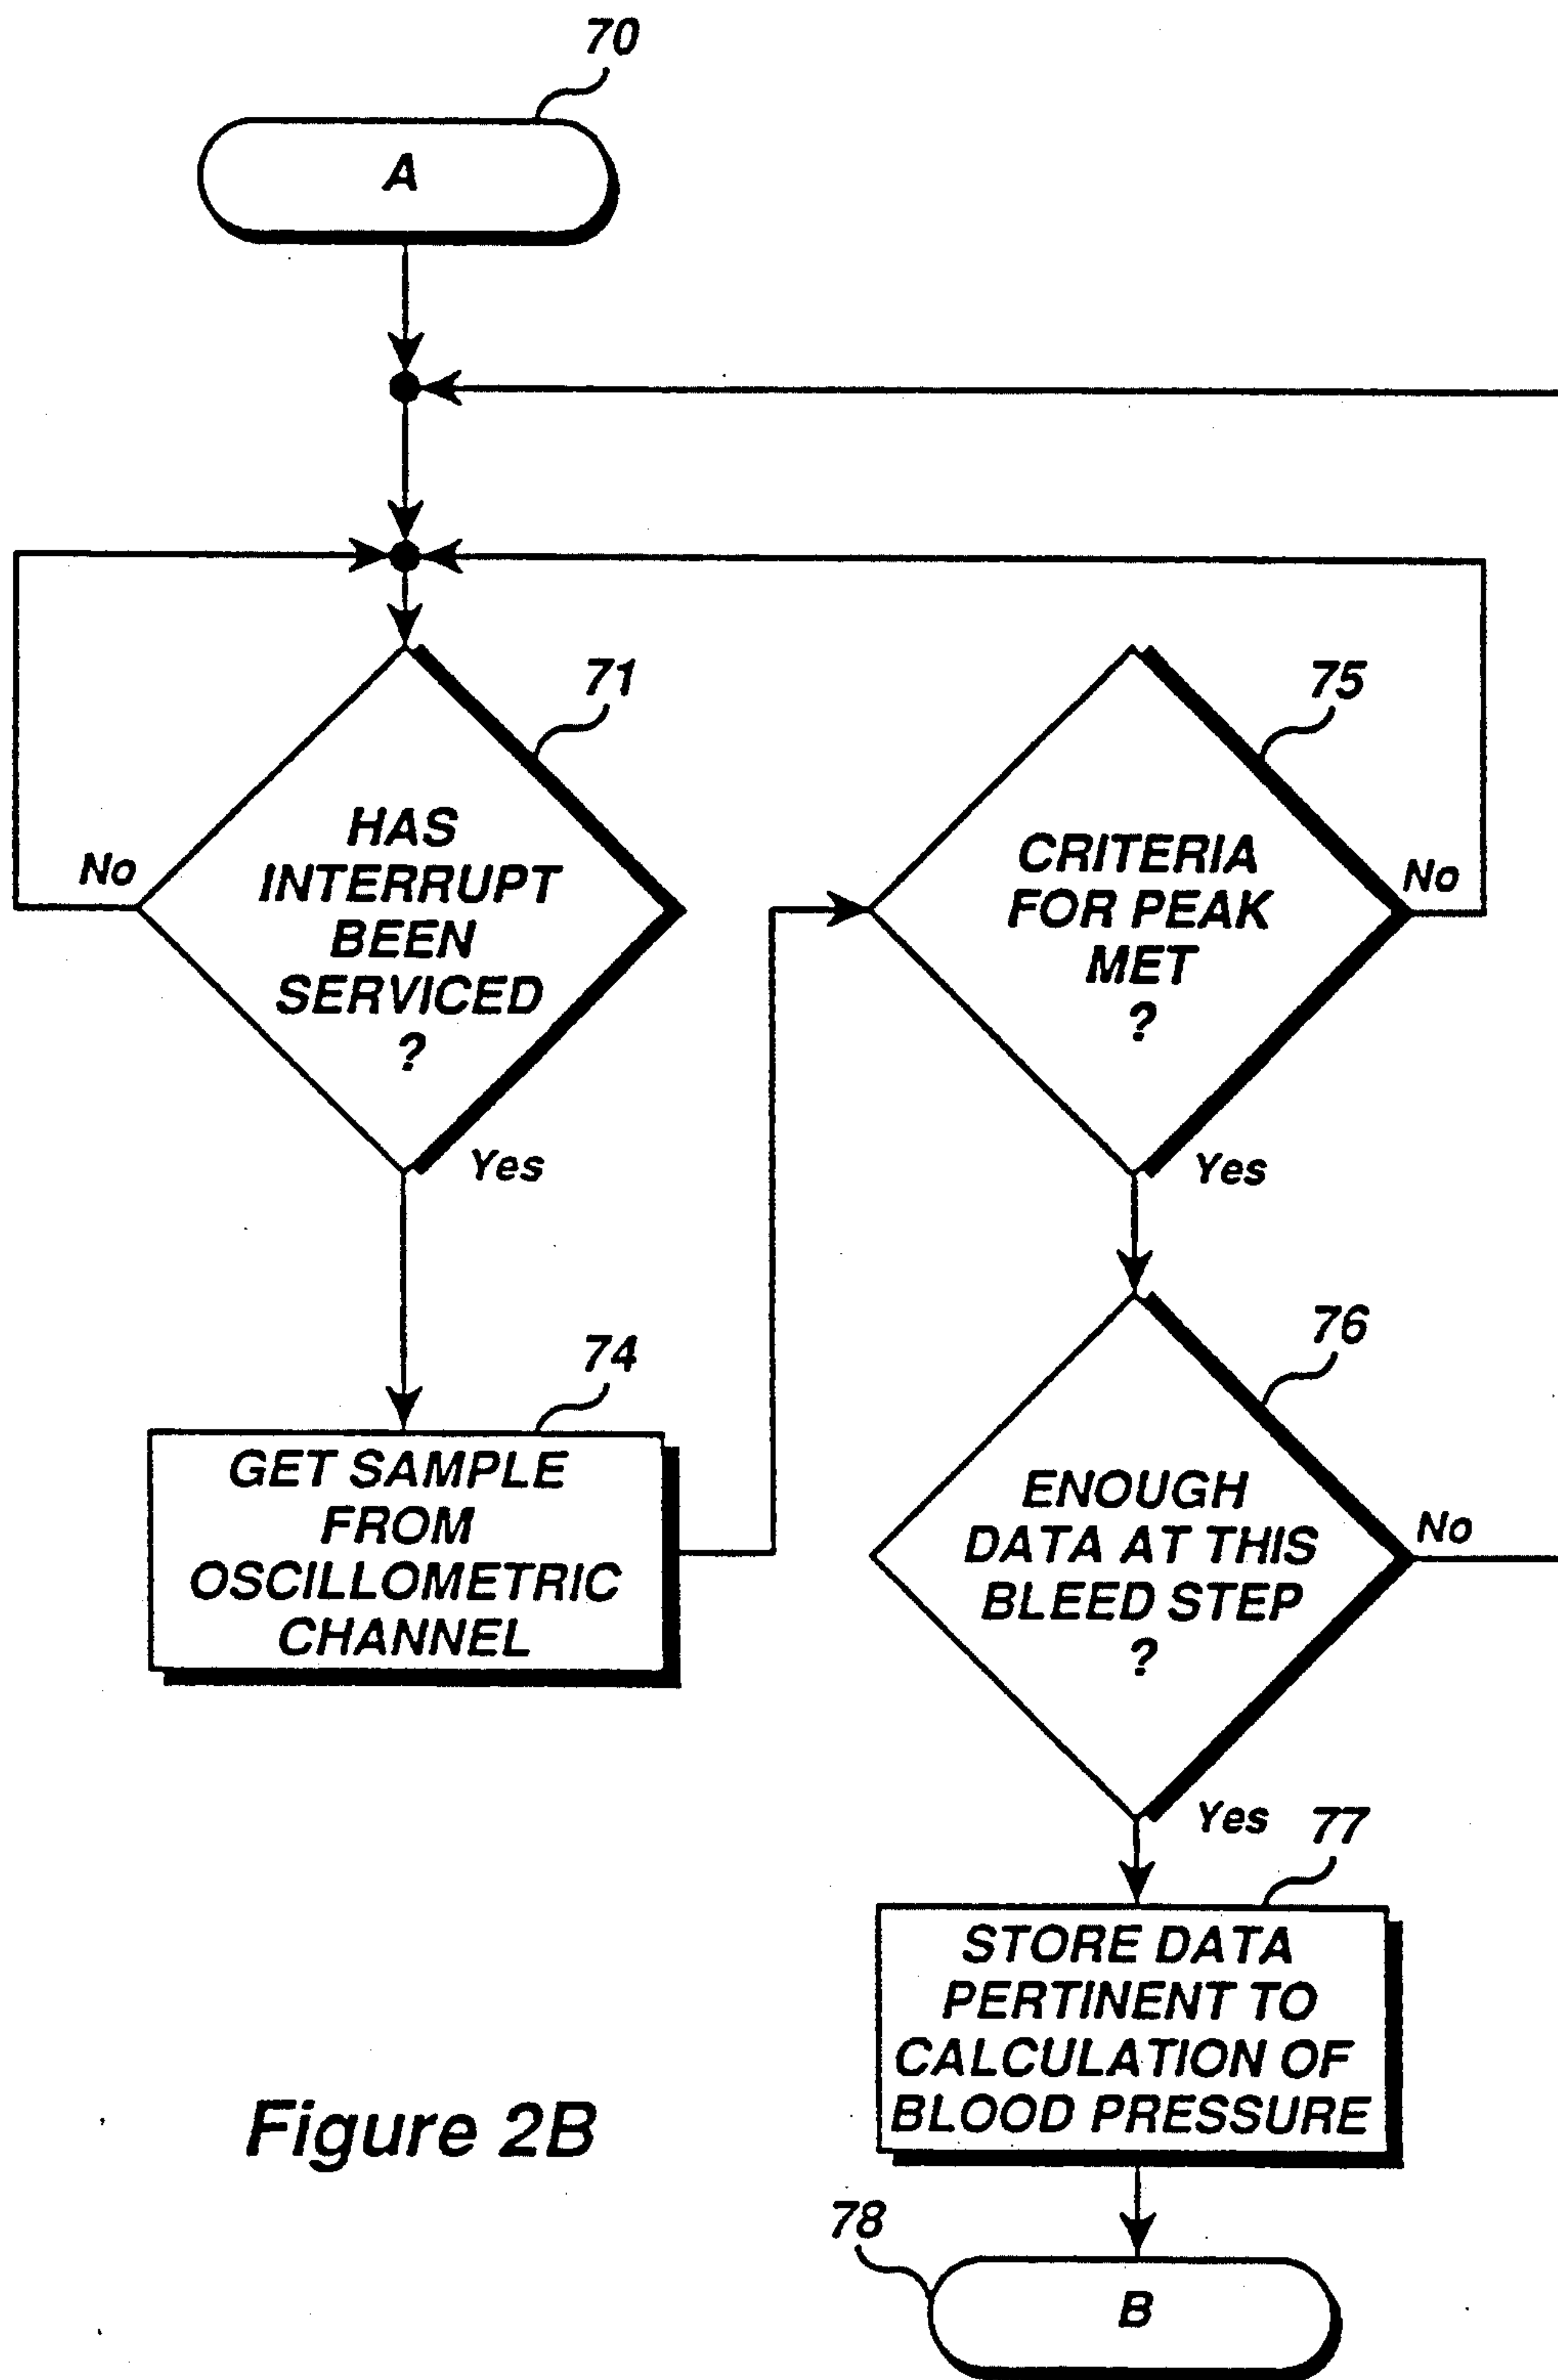 70
A
71
HAS
INTERRUPT
BEEN
SERVICED
?
No
Yes
74
GET SAMPLE
FROM
OSCILLOMETRIC
CHANNEL
75
CRITERIA
FOR PEAK
MET
?
No
Yes
76
ENOUGH
DATA AT THIS
BLEED STEP
?
No
Yes
77
STORE DATA
PERTINENT TO
CALCULATION OF
BLOOD PRESSURE
78
B
Figure 2B